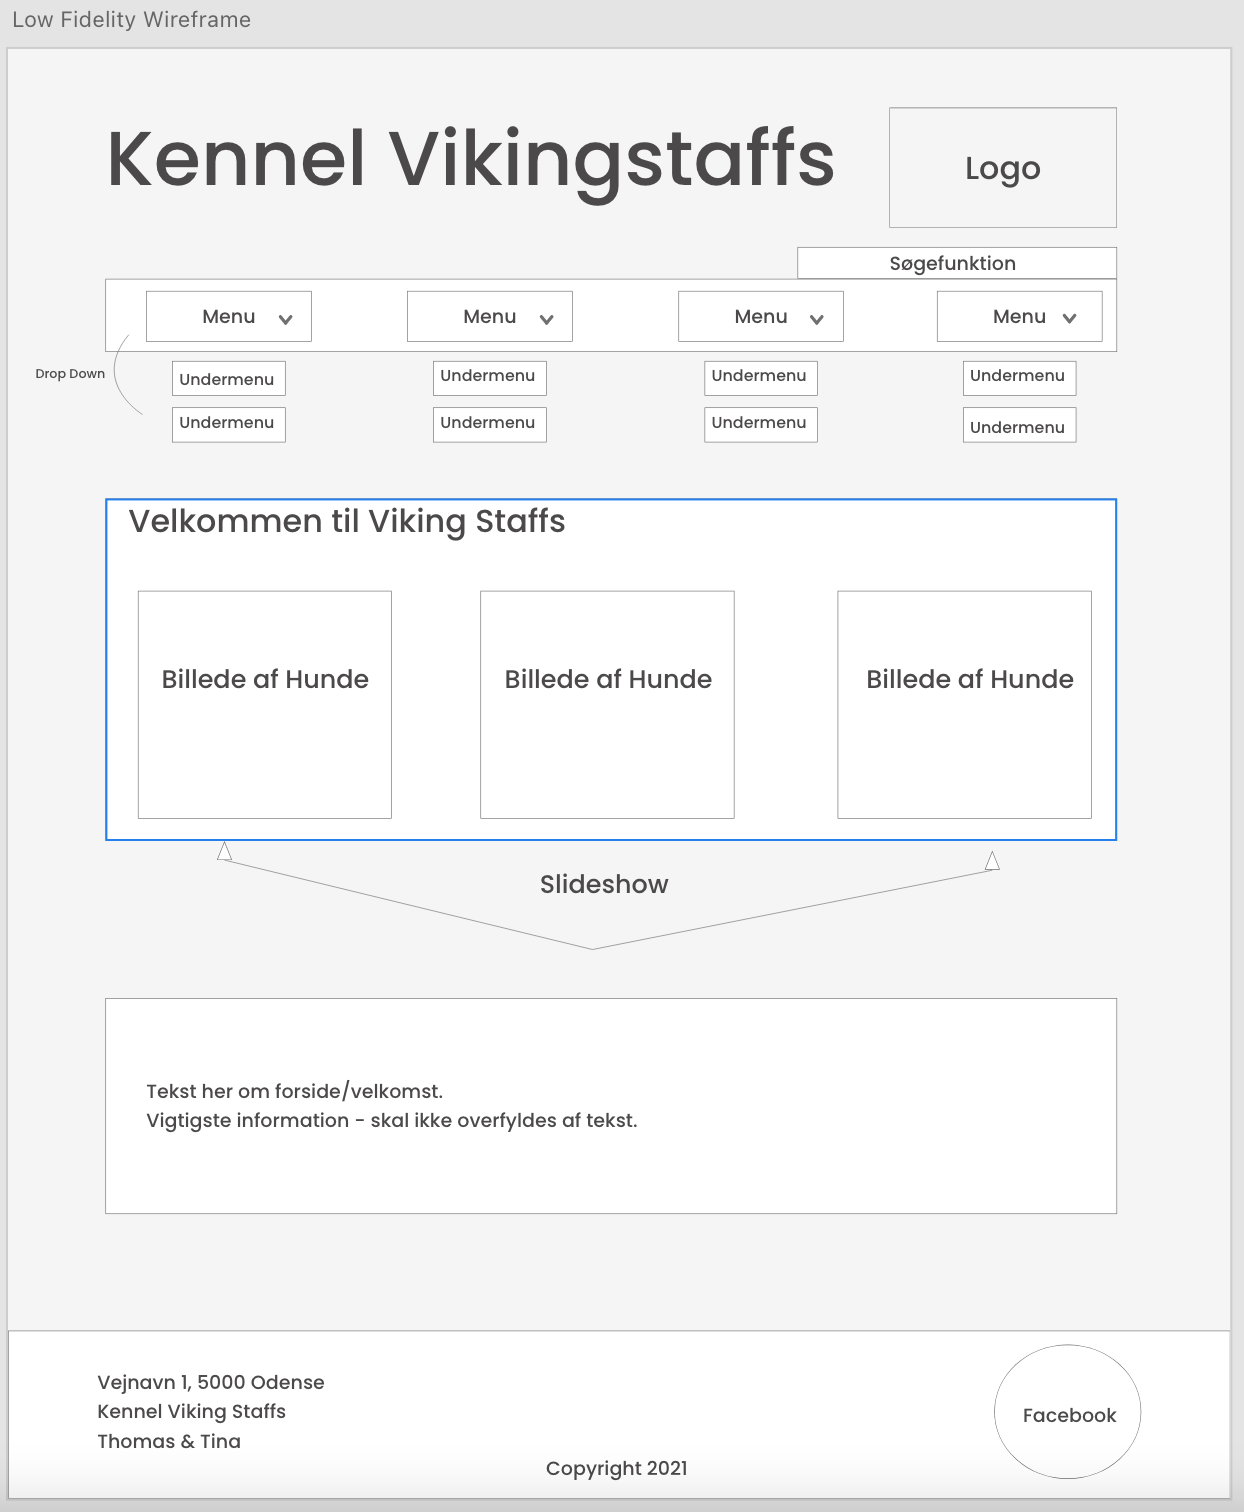 Low Fidelity Wireframe
Kennel Vikingstaffs
Logo
Søgefunktion
Menu
Menu
Menu
Menu
Drop Down
Undermenu
Undermenu
Undermenu
Undermenu
Undermenu
Undermenu
Undermenu
Undermenu
Velkommen til Viking Staffs
Billede af Hunde
Billede af Hunde
Billede af Hunde
Slideshow
Tekst her om forside/velkomst.
Vigtigste information - skal ikke overfyldes af tekst.
Vejnavn 1, 5000 Odense
Kennel Viking Staffs
Thomas & Tina
Facebook
Copyright 2021